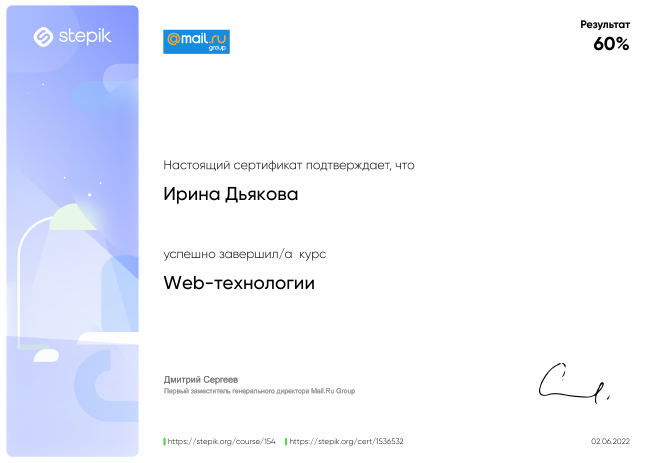 stepik
@mail.ru
group
Результат
60%
Настоящий сертификат подтверждает, что
Ирина Дьякова
успешно завершил/а курс
Web-технологии
Дмитрий Сергеев
Первый заместитель генерального директора Mail.Ru Group
https://stepik.org/course/154
https://stepik.org/cert/1536532
02.06.2022